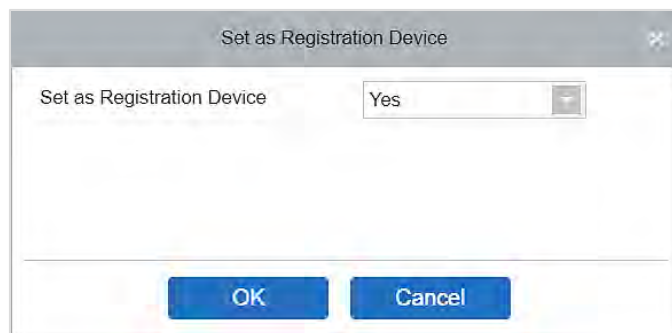 Set as Registration Device
Set as Registration Device Yes
OK Cancel